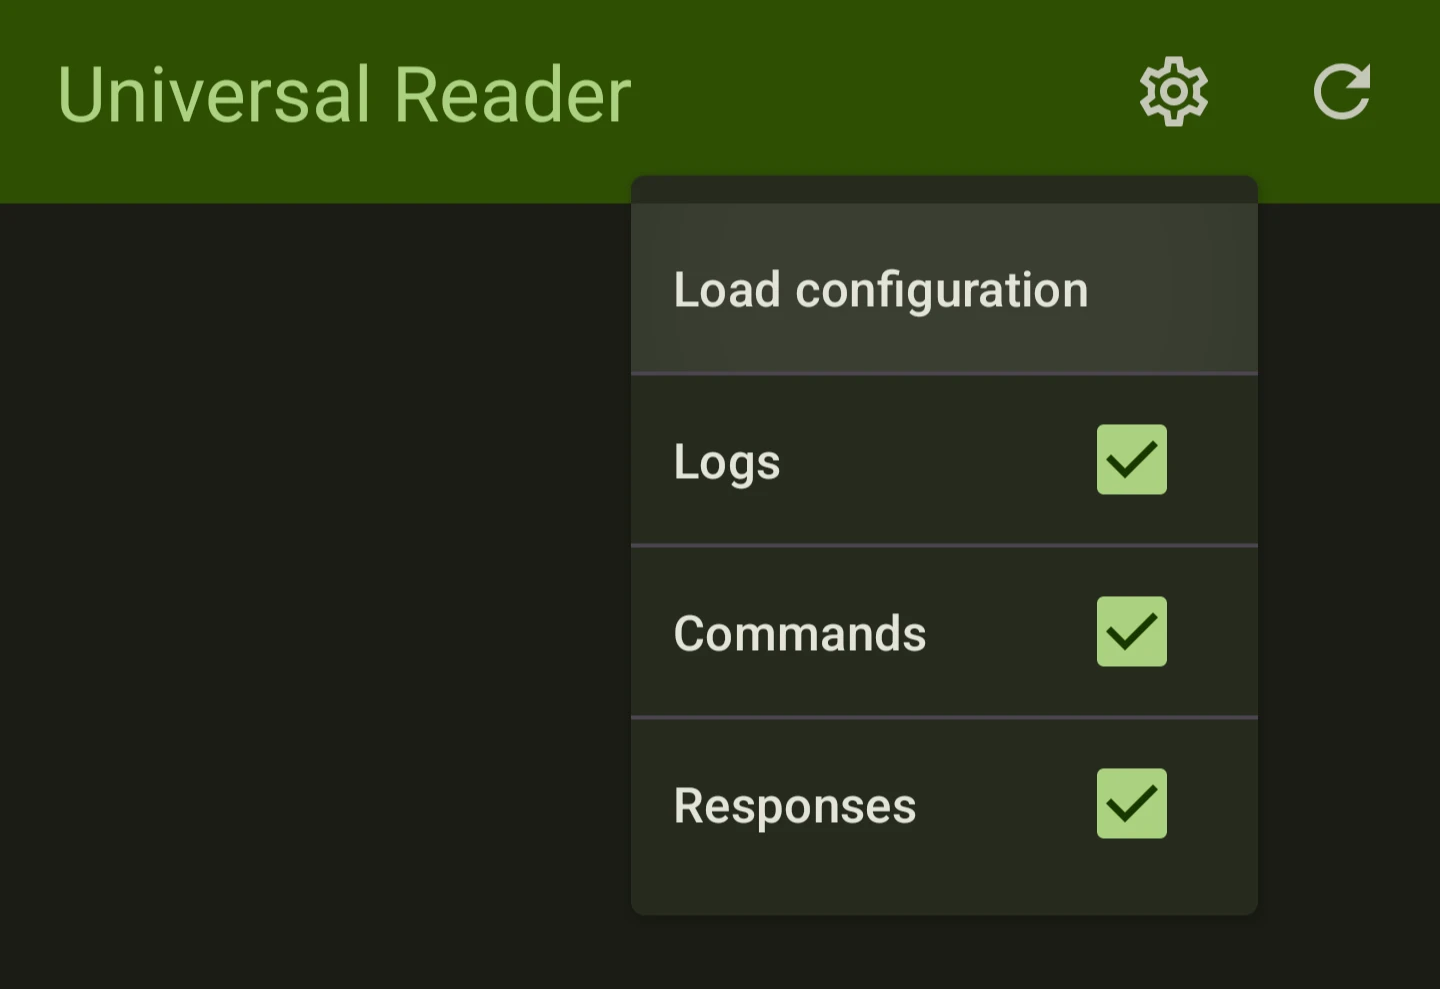 Universal Reader
Load configuration
Logs
Commands
Responses